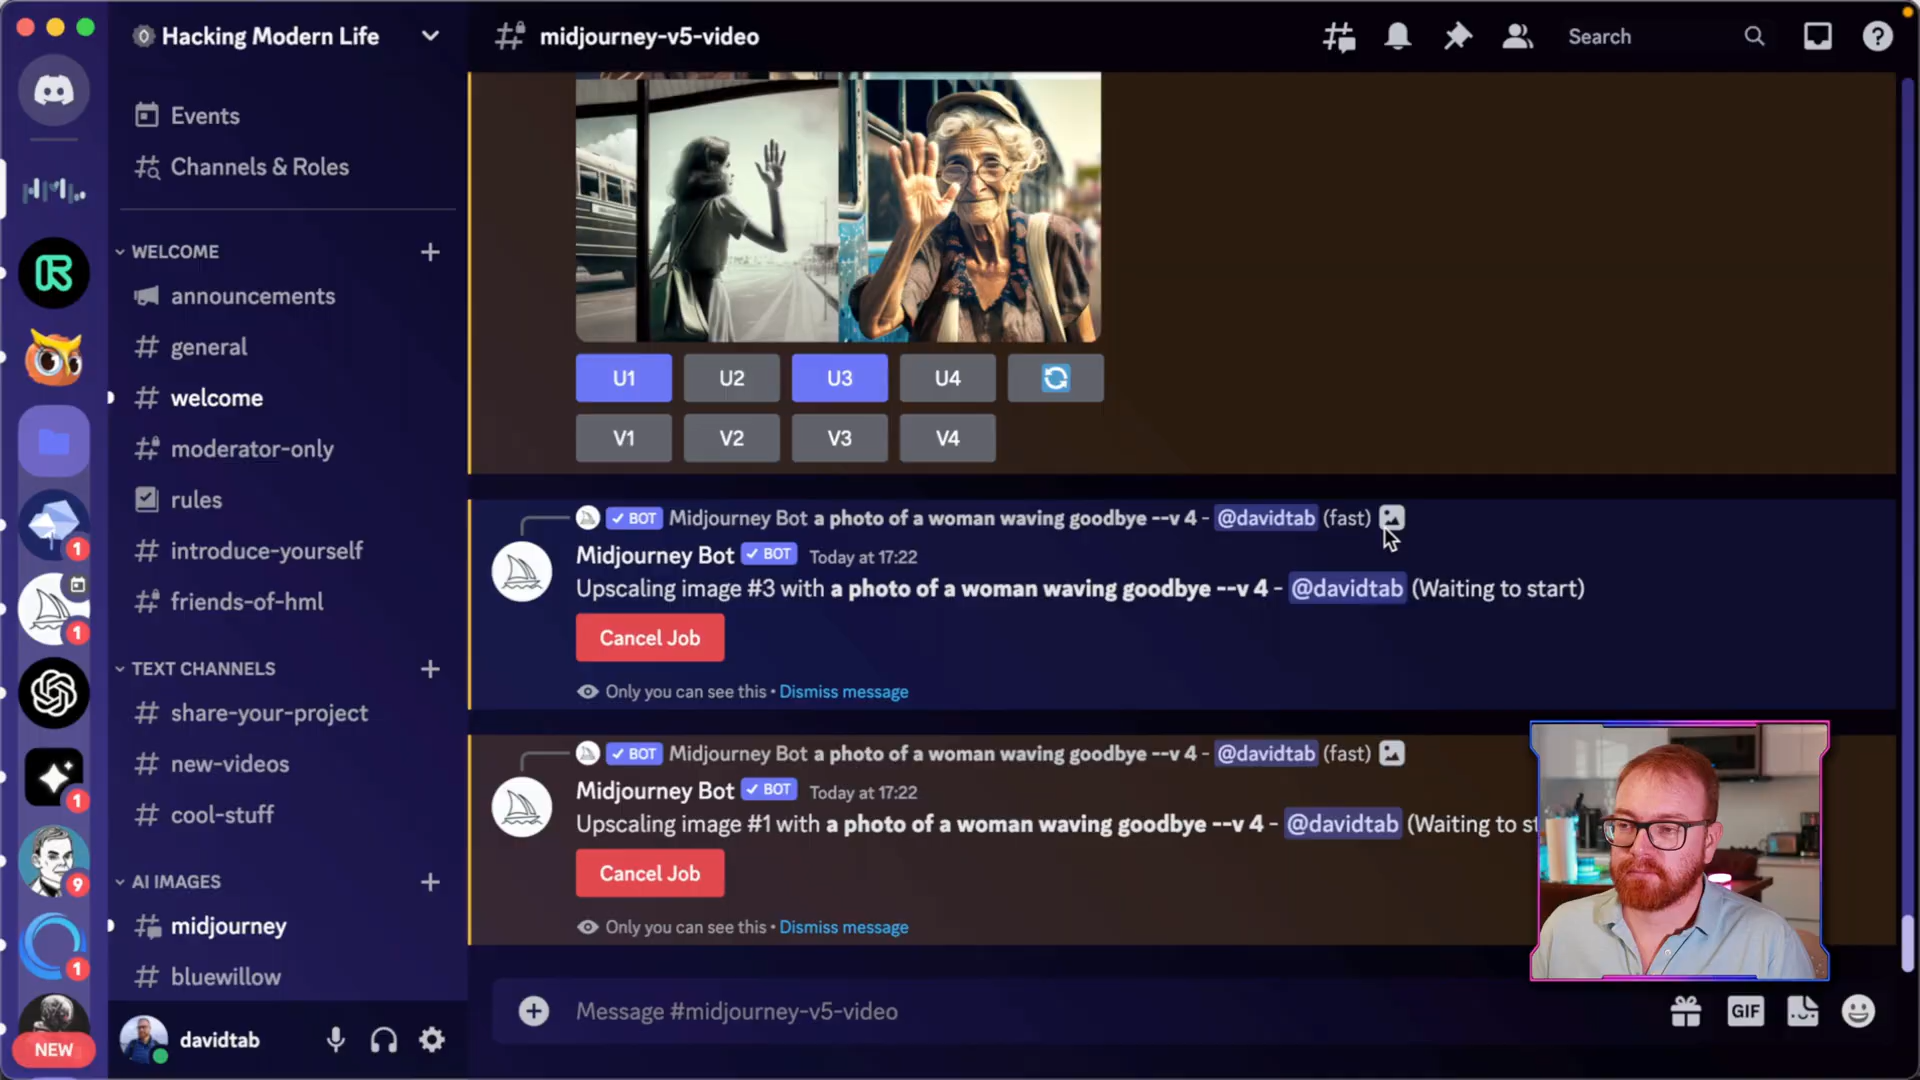 Hacking Modern Life
midjourney-v5-video
Search
Events
Channels & Roles
WELCOME
announcements
general
welcome
moderator-only
rules
introduce-yourself
friends-of-hml
TEXT CHANNELS
share-your-project
new-videos
cool-stuff
AI IMAGES
midjourney
bluewillow
1
1
1
9
1
NEW
davidtab
U1 U2 U3 U4
V1 V2 V3 V4
BOT Midjourney Bot a photo of a woman waving goodbye --v 4 - @davidtab (fast)
Midjourney Bot BOT Today at 17:22
Upscaling image #3 with a photo of a woman waving goodbye --v 4 - @davidtab (Waiting to start)
Cancel Job
Only you can see this • Dismiss message
BOT Midjourney Bot a photo of a woman waving goodbye --v 4 - @davidtab (fast)
Midjourney Bot BOT Today at 17:22
Upscaling image #1 with a photo of a woman waving goodbye --v 4 - @davidtab (Waiting to st
Cancel Job
Only you can see this • Dismiss message
Message #midjourney-v5-video
GIF